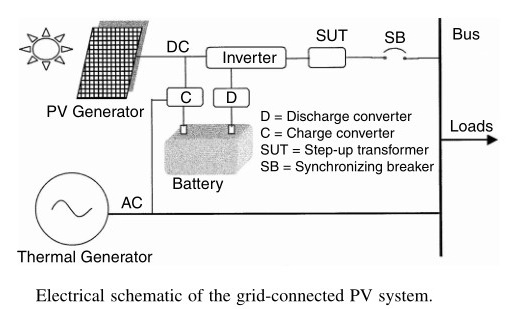 SUT
SB
Bus
DC
Inverter
PV Generator
C
D
D = Discharge converter
C = Charge converter
SUT = Step-up transformer
SB = Synchronizing breaker
Loads
Battery
AC
Thermal Generator
Electrical schematic of the grid-connected PV system.